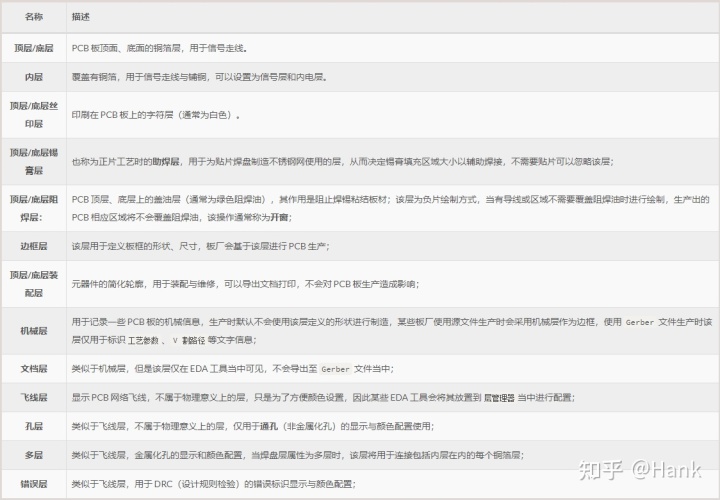 名称 描述
顶层/底层 PCB 板顶面、底面的铜箔层，用于信号走线。
内层 覆盖有铜箔，用于信号走线与铺铜，可以设置为信号层和内电层。
顶层/底层丝
印层 印刷在 PCB 板上的字符层（通常为白色）。
顶层/底层锡
膏层 也称为正片工艺时的助焊层，用于为贴片焊盘制造不锈钢网使用的层，从而决定锡膏填充区域大小以辅助焊接，不需要贴片可以忽略该层；
顶层/底层阻
焊层： PCB 顶层、底层上的盖油层（通常为绿色阻焊油），其作用是阻止焊锡粘结板材；该层为负片绘制方式，当有导线或区域不需要覆盖阻焊油时进行绘制，生产出的
PCB 相应区域将不会覆盖阻焊油，该操作通常称为开窗；
边框层 该层用于定义板框的形状、尺寸，板厂会基于该层进行 PCB 生产；
顶层/底层装
配层 元器件的简化轮廓，用于装配与维修，可以导出文档打印，不会对 PCB 板生产造成影响；
机械层 用于记录一些 PCB 板的机械信息，生产时默认不会使用该层定义的形状进行制造，某些板厂使用源文件生产时会采用机械层作为边框，使用 Gerber 文件生产时该
层仅用于标识 工艺参数 、 V 割路径 等文字信息；
文档层 类似于机械层，但是该层仅在 EDA 工具当中可见，不会导出至 Gerber 文件当中；
飞线层 显示 PCB 网络飞线，不属于物理意义上的层，只是为了方便颜色设置，因此某些 EDA 工具会将其放置到 层管理器 当中进行配置；
孔层 类似于飞线层，不属于物理意义上的层，仅用于通孔（非金属化孔）的显示与颜色配置使用；
多层 类似于飞线层，金属化孔的显示和颜色配置，当焊盘层属性为多层时，该层将用于连接包括内层在内的每个铜箔层；
错误层 类似于飞线层，用于 DRC（设计规则检验）的错误标识显示与颜色配置；
知乎 @Hank